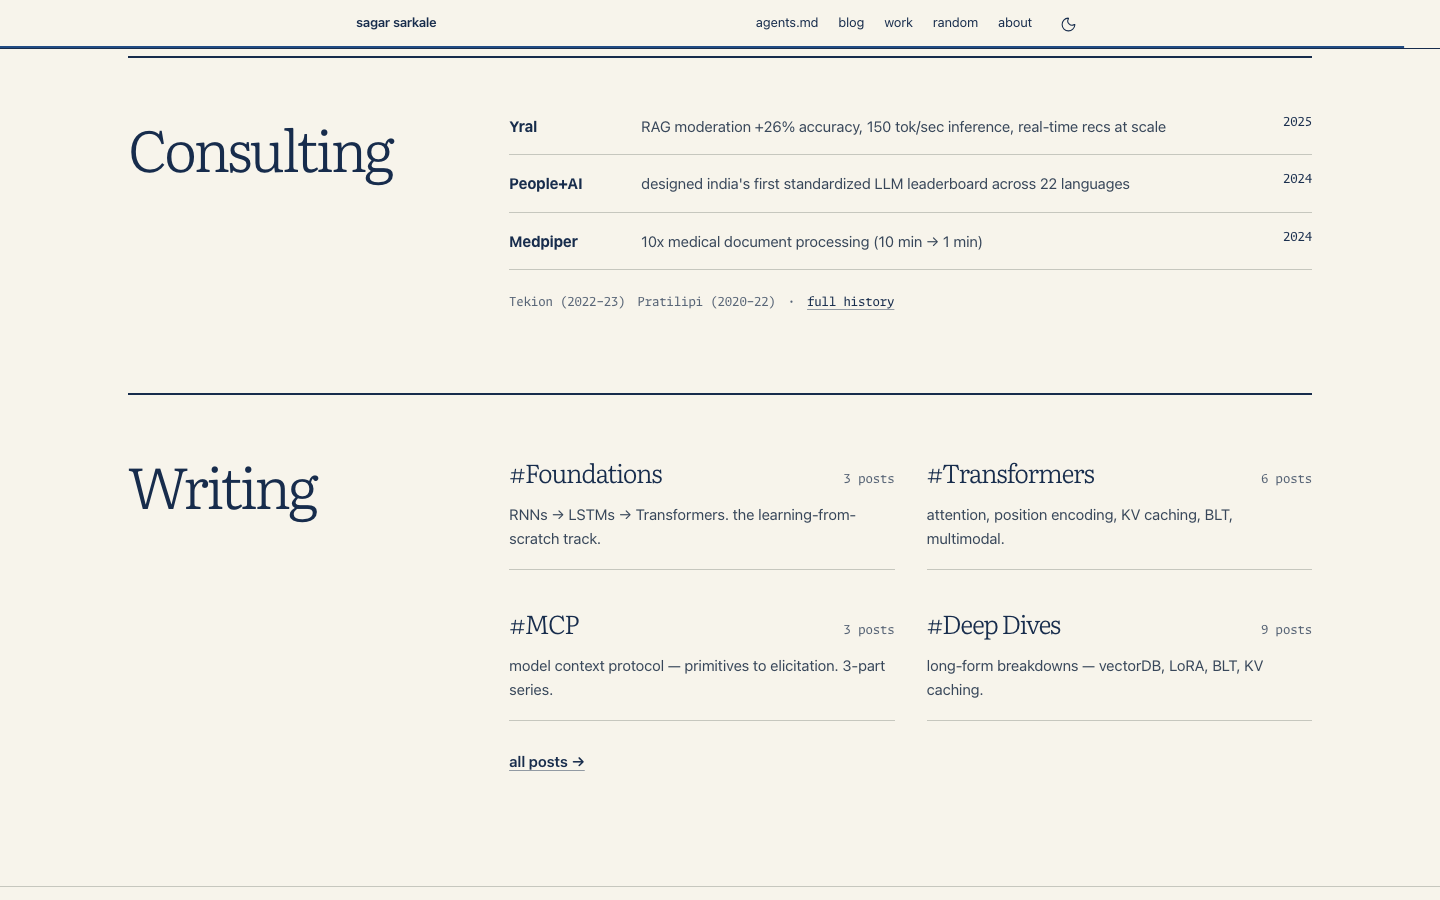 sagar sarkale
agents.md blog work random about
Consulting
Yral RAG moderation +26% accuracy, 150 tok/sec inference, real-time recs at scale 2025
People+AI designed india's first standardized LLM leaderboard across 22 languages 2024
Medpiper 10x medical document processing (10 min → 1 min) 2024
Tekion (2022–23) Pratilipi (2020–22) · full history
Writing
#Foundations 3 posts
RNNs → LSTMs → Transformers. the learning-from-
scratch track.
#Transformers 6 posts
attention, position encoding, KV caching, BLT,
multimodal.
#MCP 3 posts
model context protocol — primitives to elicitation. 3-part
series.
#Deep Dives 9 posts
long-form breakdowns — vectorDB, LoRA, BLT, KV
caching.
all posts →